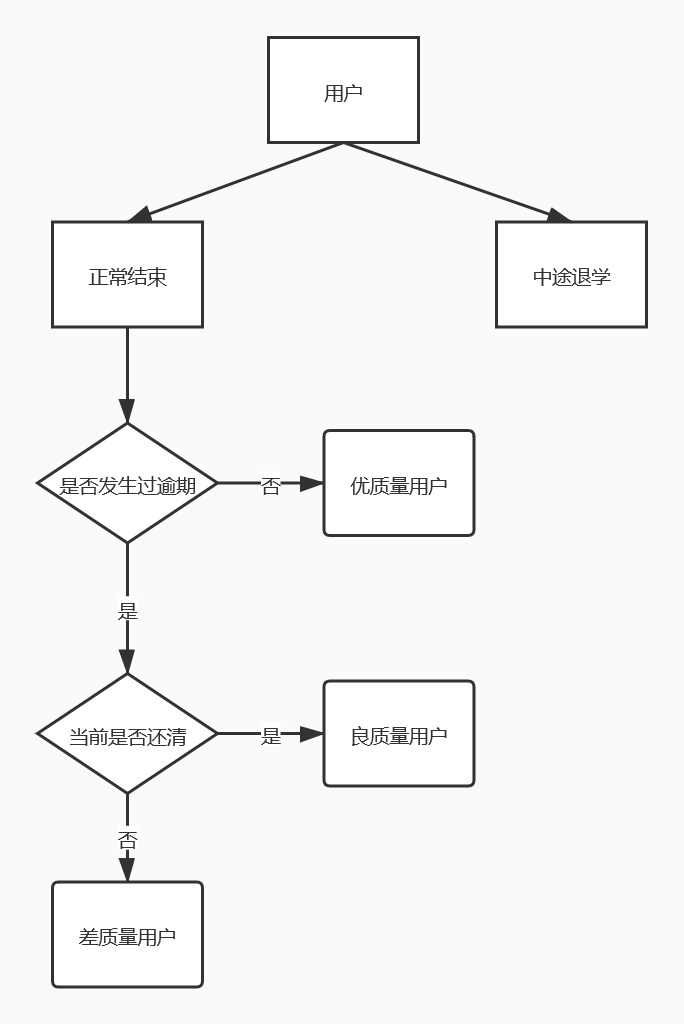 用户
正常结束
中途退学
是否发生过逾期
否
优质量用户
是
当前是否还清
是
良质量用户
否
差质量用户